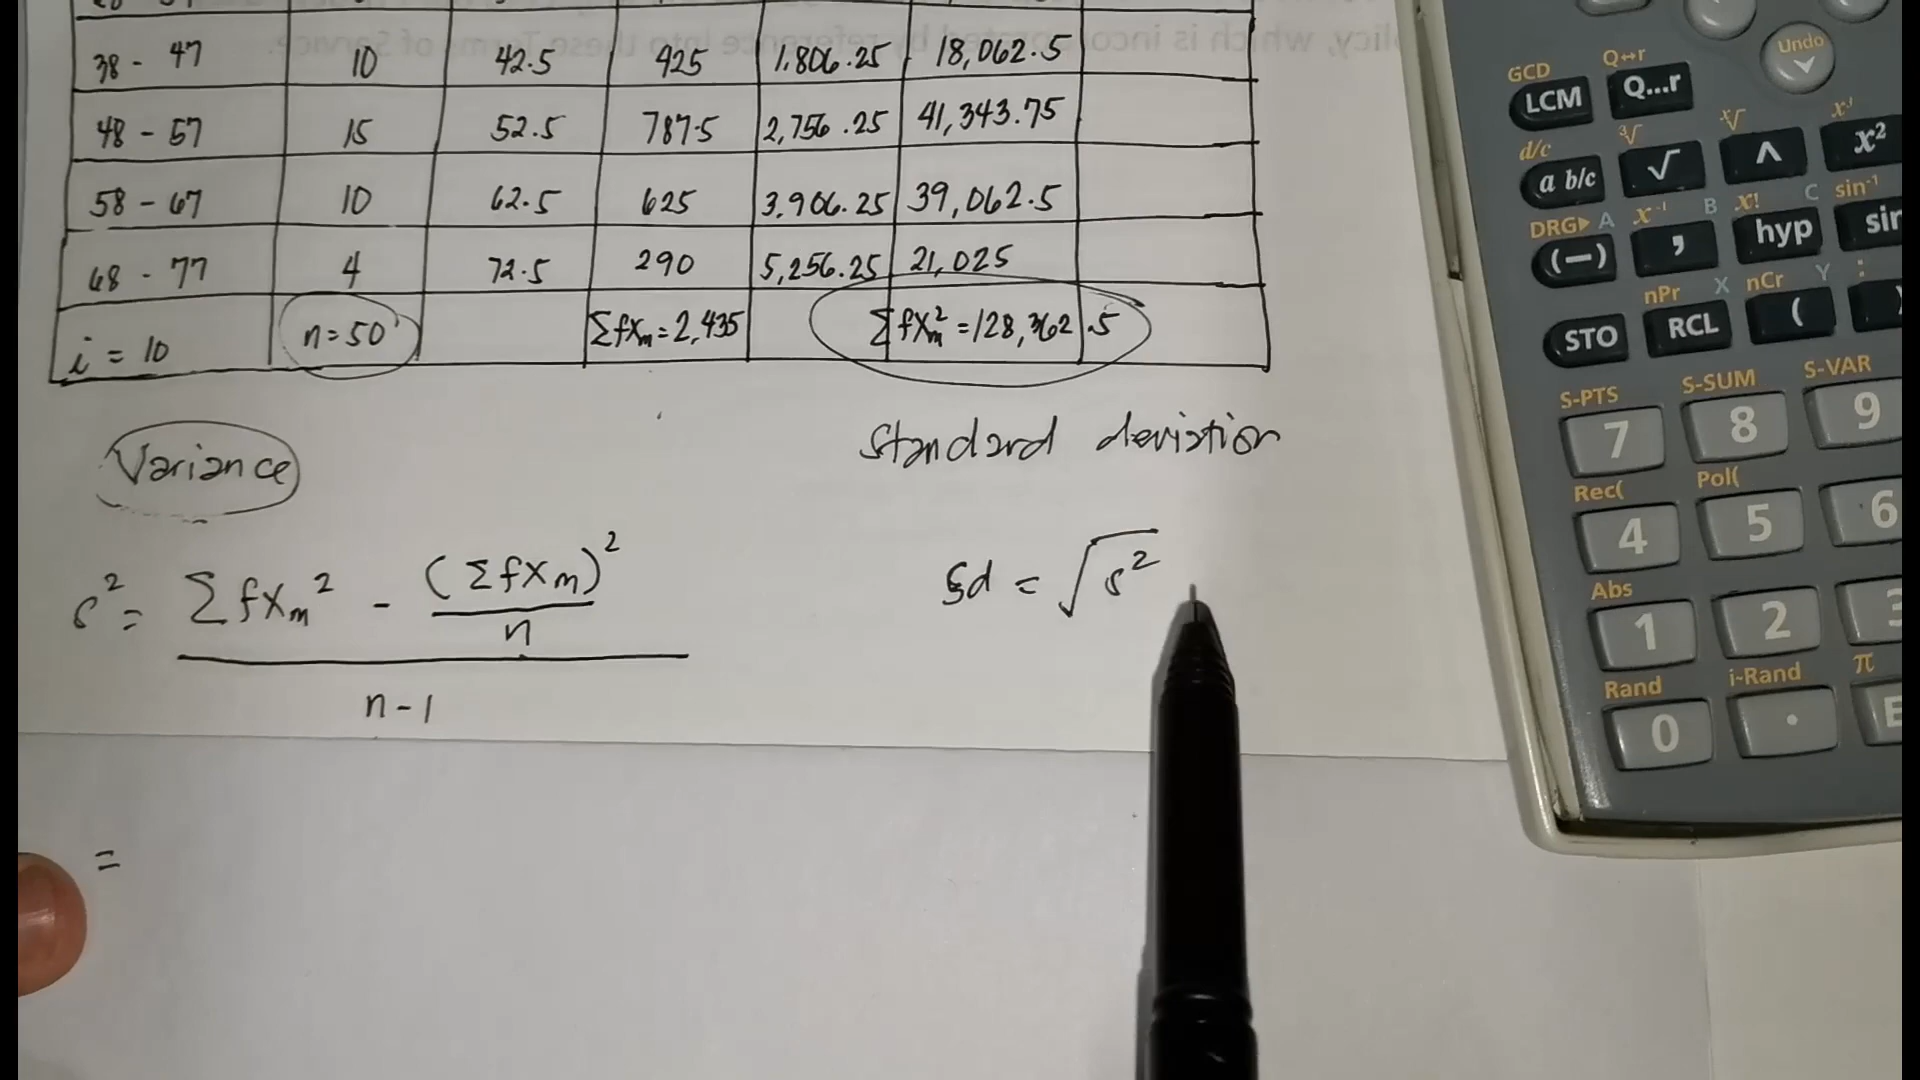 38 - 47 10 42.5 425 1,806.25 18,062.5
48 - 57 15 52.5 787.5 2,756.25 41,343.75
58 - 67 10 62.5 625 3,906.25 39,062.5
68 - 77 4 72.5 290 5,256.25 21,025
i = 10 n = 50 ΣfXm = 2,435 ΣfXm² = 128,362.5
Variance
Standard deviation
s² = ΣfXm² - (ΣfXm)²
n
n - 1
Sd = √s²
=
Undo
GCD Q↔r
LCM Q...r
d/c ³√ ˣ√
a b/c √ ^ x²
DRG▶ A x⁻¹ B x! C sin⁻¹
(−) , hyp sin
nPr X nCr Y :
STO RCL (
S-PTS S-SUM S-VAR
7 8 9
Rec( Pol(
4 5 6
Abs
1 2 3
Rand i-Rand π
0 .